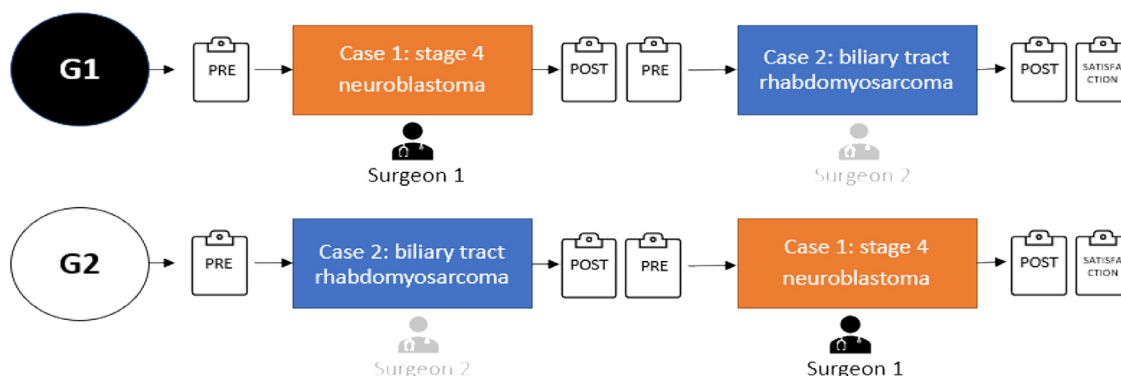 G1
PRE
Case 1: stage 4
neuroblastoma
POST
PRE
Case 2: biliary tract
rhabdomyosarcoma
POST
SATISFA
CTION
Surgeon 1
Surgeon 2
G2
PRE
Case 2: biliary tract
rhabdomyosarcoma
POST
PRE
Case 1: stage 4
neuroblastoma
POST
SATISFA
CTION
Surgeon 2
Surgeon 1